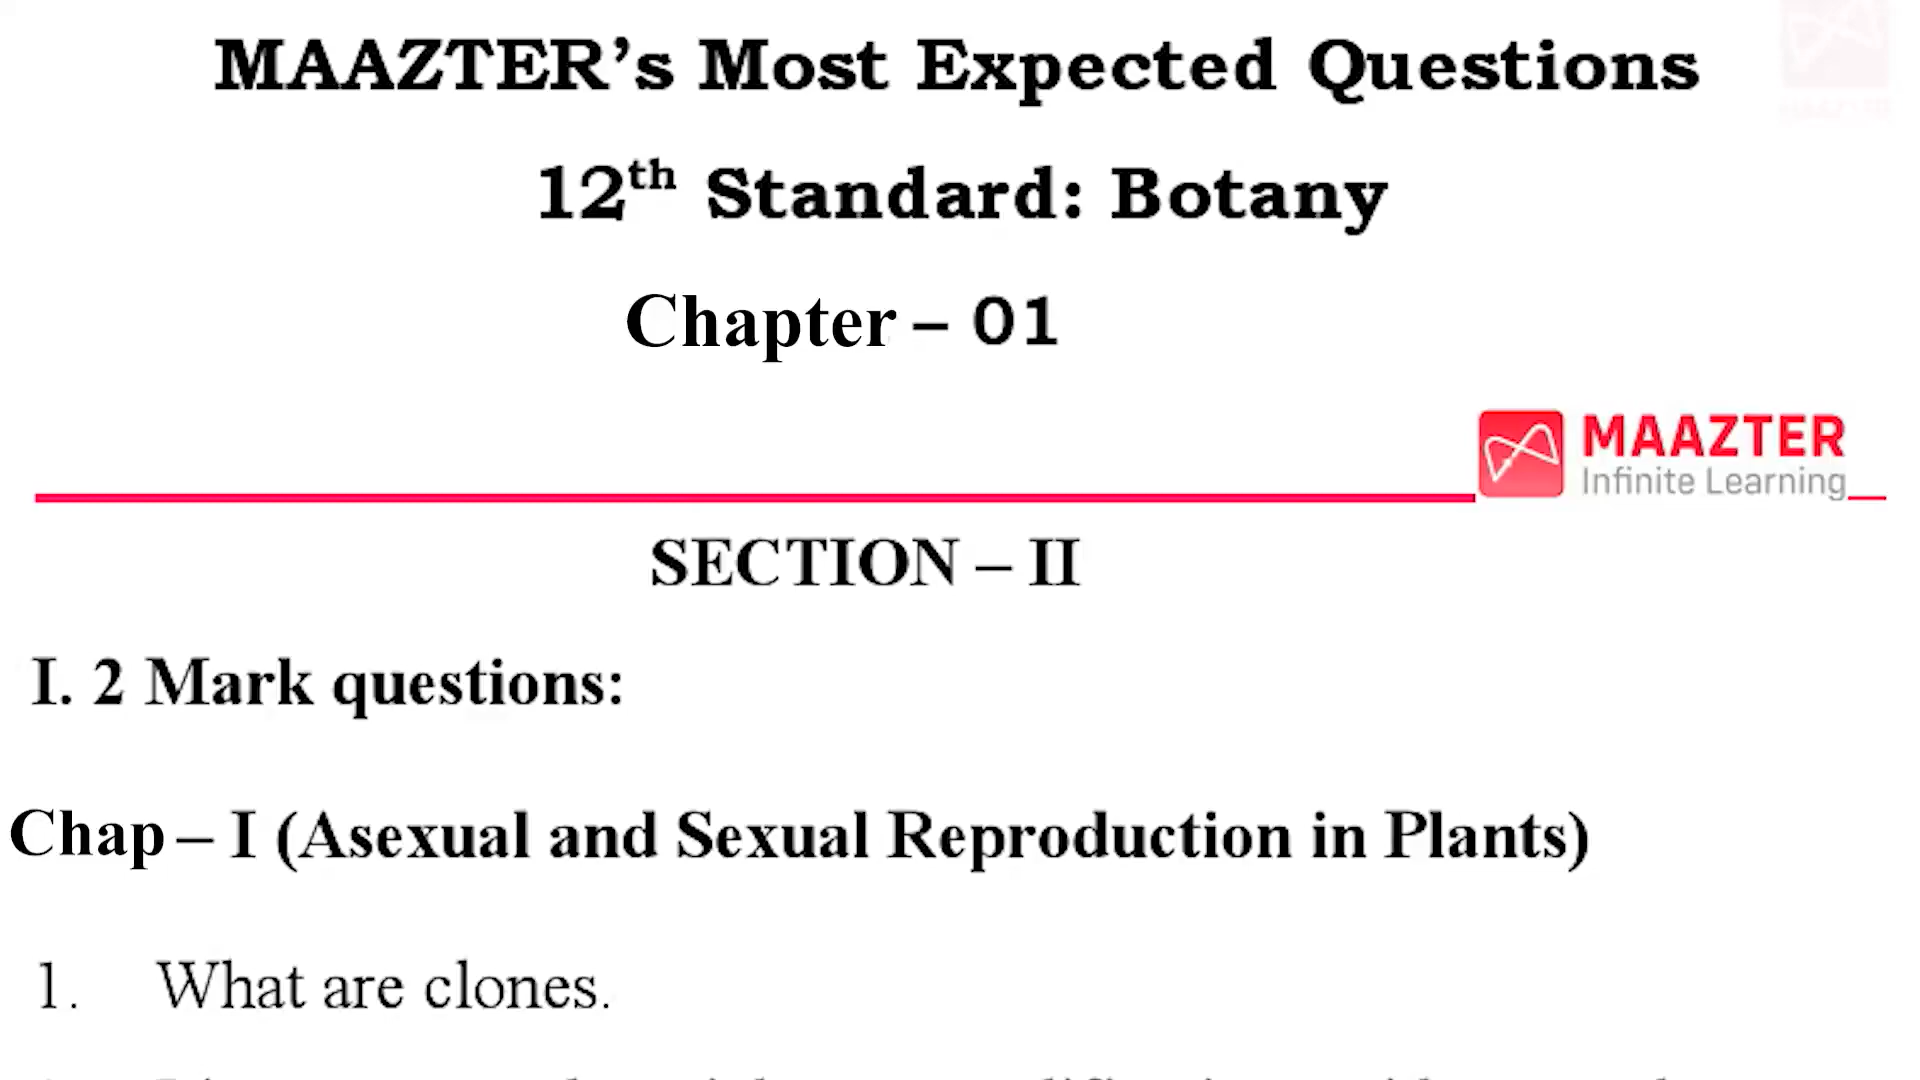 MAAZTER's Most Expected Questions
12th Standard: Botany
Chapter – 01
MAAZTER
Infinite Learning
SECTION – II
I. 2 Mark questions:
Chap – I (Asexual and Sexual Reproduction in Plants)
1. What are clones.